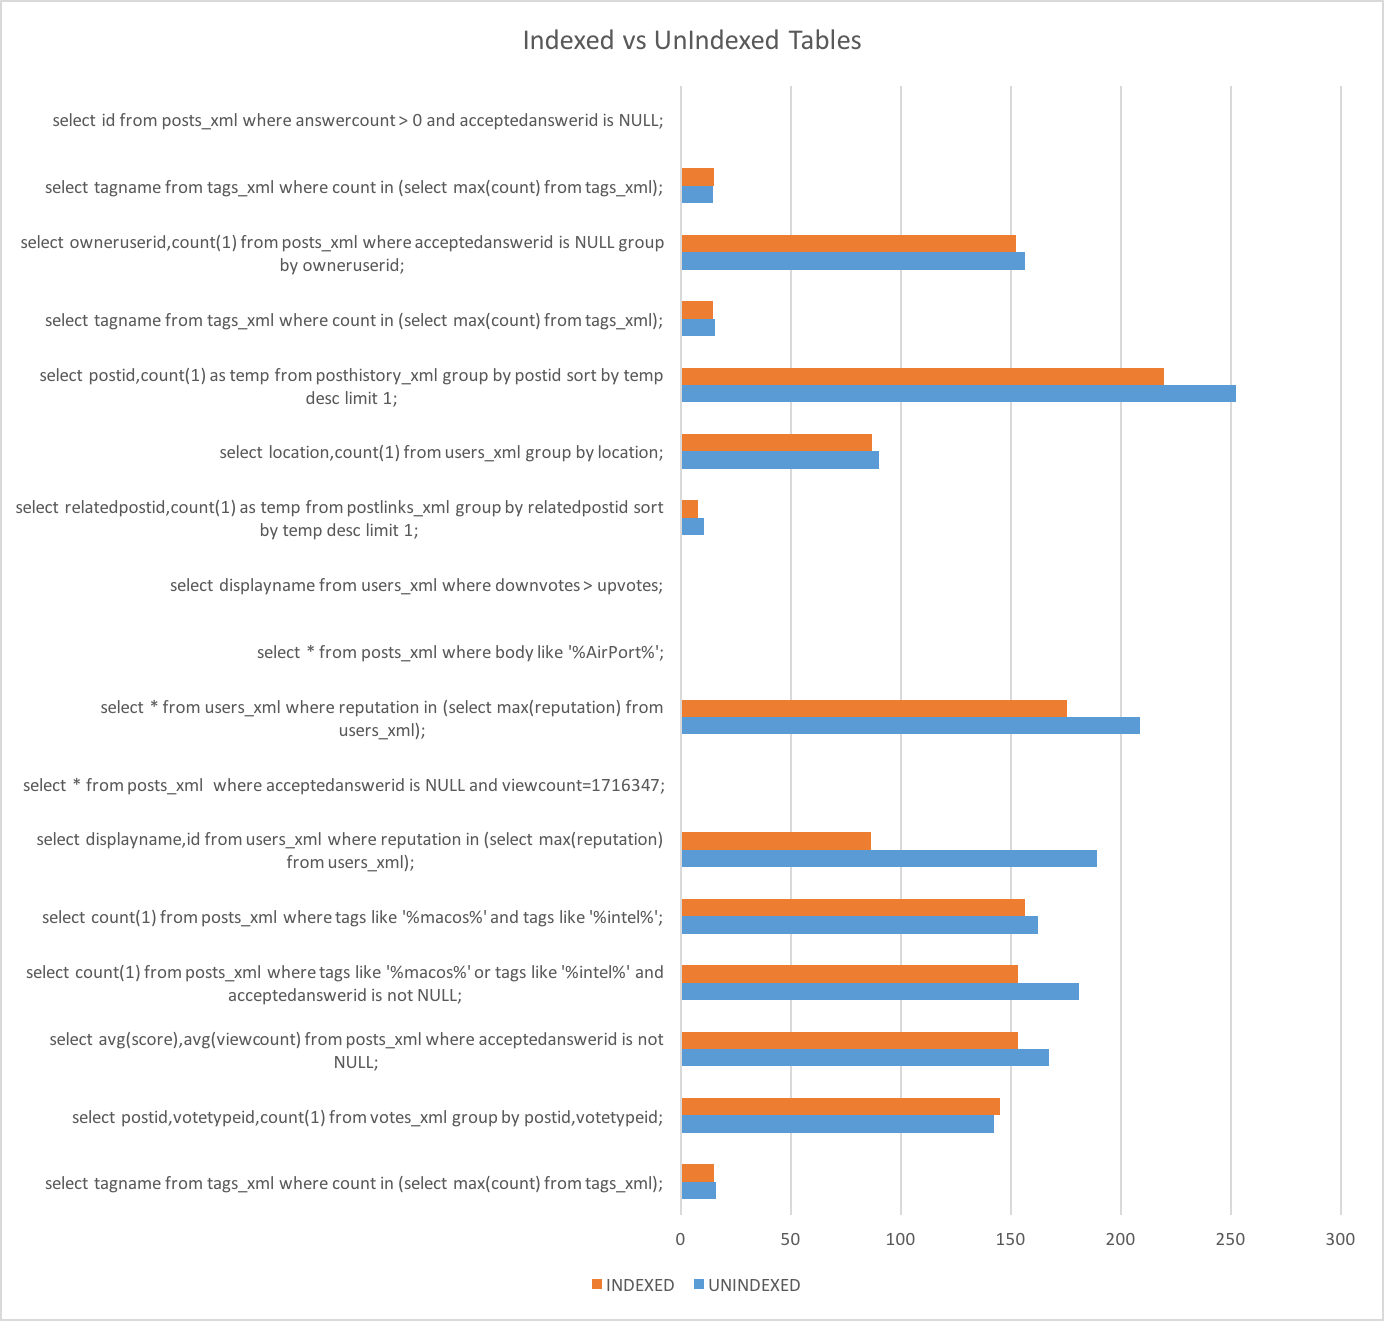 Indexed vs UnIndexed Tables
select id from posts_xml where answercount > 0 and acceptedanswerid is NULL;
select tagname from tags_xml where count in (select max(count) from tags_xml);
select owneruserid,count(1) from posts_xml where acceptedanswerid is NULL group
by owneruserid;
select tagname from tags_xml where count in (select max(count) from tags_xml);
select postid,count(1) as temp from posthistory_xml group by postid sort by temp
desc limit 1;
select location,count(1) from users_xml group by location;
select relatedpostid,count(1) as temp from postlinks_xml group by relatedpostid sort
by temp desc limit 1;
select displayname from users_xml where downvotes > upvotes;
select * from posts_xml where body like '%AirPort%';
select * from users_xml where reputation in (select max(reputation) from
users_xml);
select * from posts_xml  where acceptedanswerid is NULL and viewcount=1716347;
select displayname,id from users_xml where reputation in (select max(reputation)
from users_xml);
select count(1) from posts_xml where tags like '%macos%' and tags like '%intel%';
select count(1) from posts_xml where tags like '%macos%' or tags like '%intel%' and
acceptedanswerid is not NULL;
select avg(score),avg(viewcount) from posts_xml where acceptedanswerid is not
NULL;
select postid,votetypeid,count(1) from votes_xml group by postid,votetypeid;
select tagname from tags_xml where count in (select max(count) from tags_xml);
0 50 100 150 200 250 300
INDEXED UNINDEXED